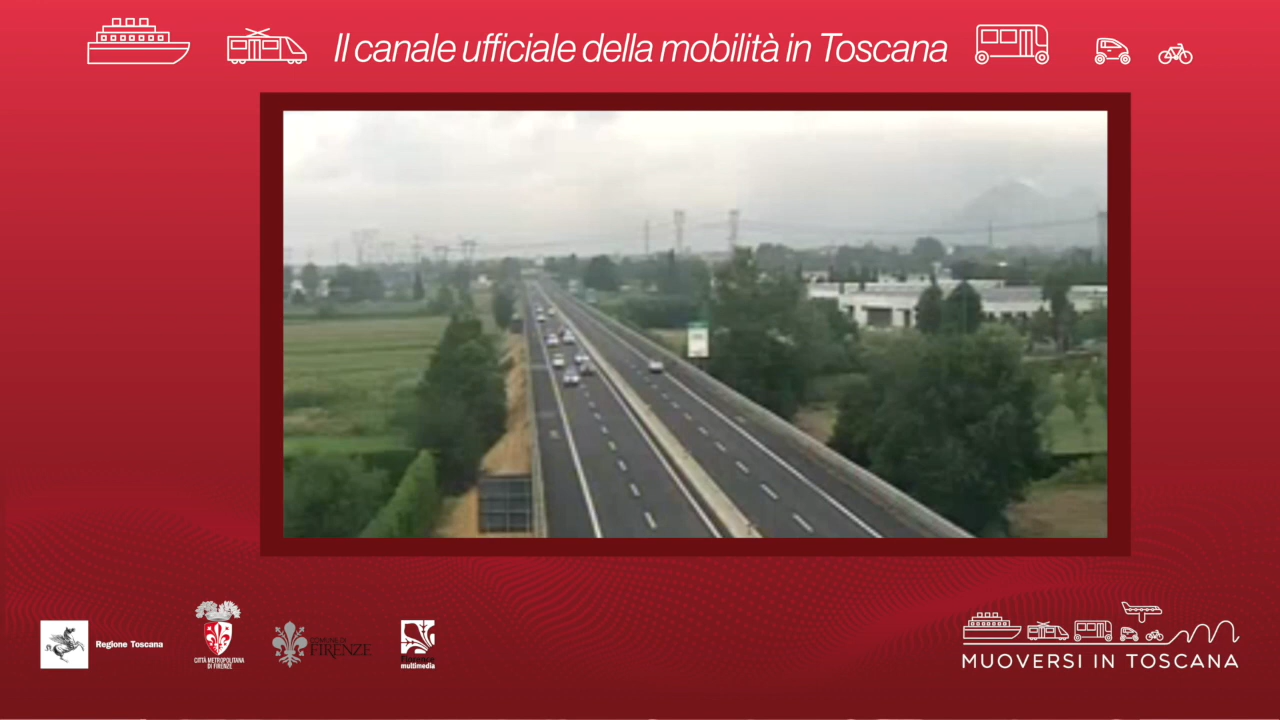 Il canale ufficiale della mobilità in Toscana
Regione Toscana
CITTÀ METROPOLITANA
DI FIRENZE
COMUNE DI
FIRENZE
multimedia
MUOVERSI IN TOSCANA